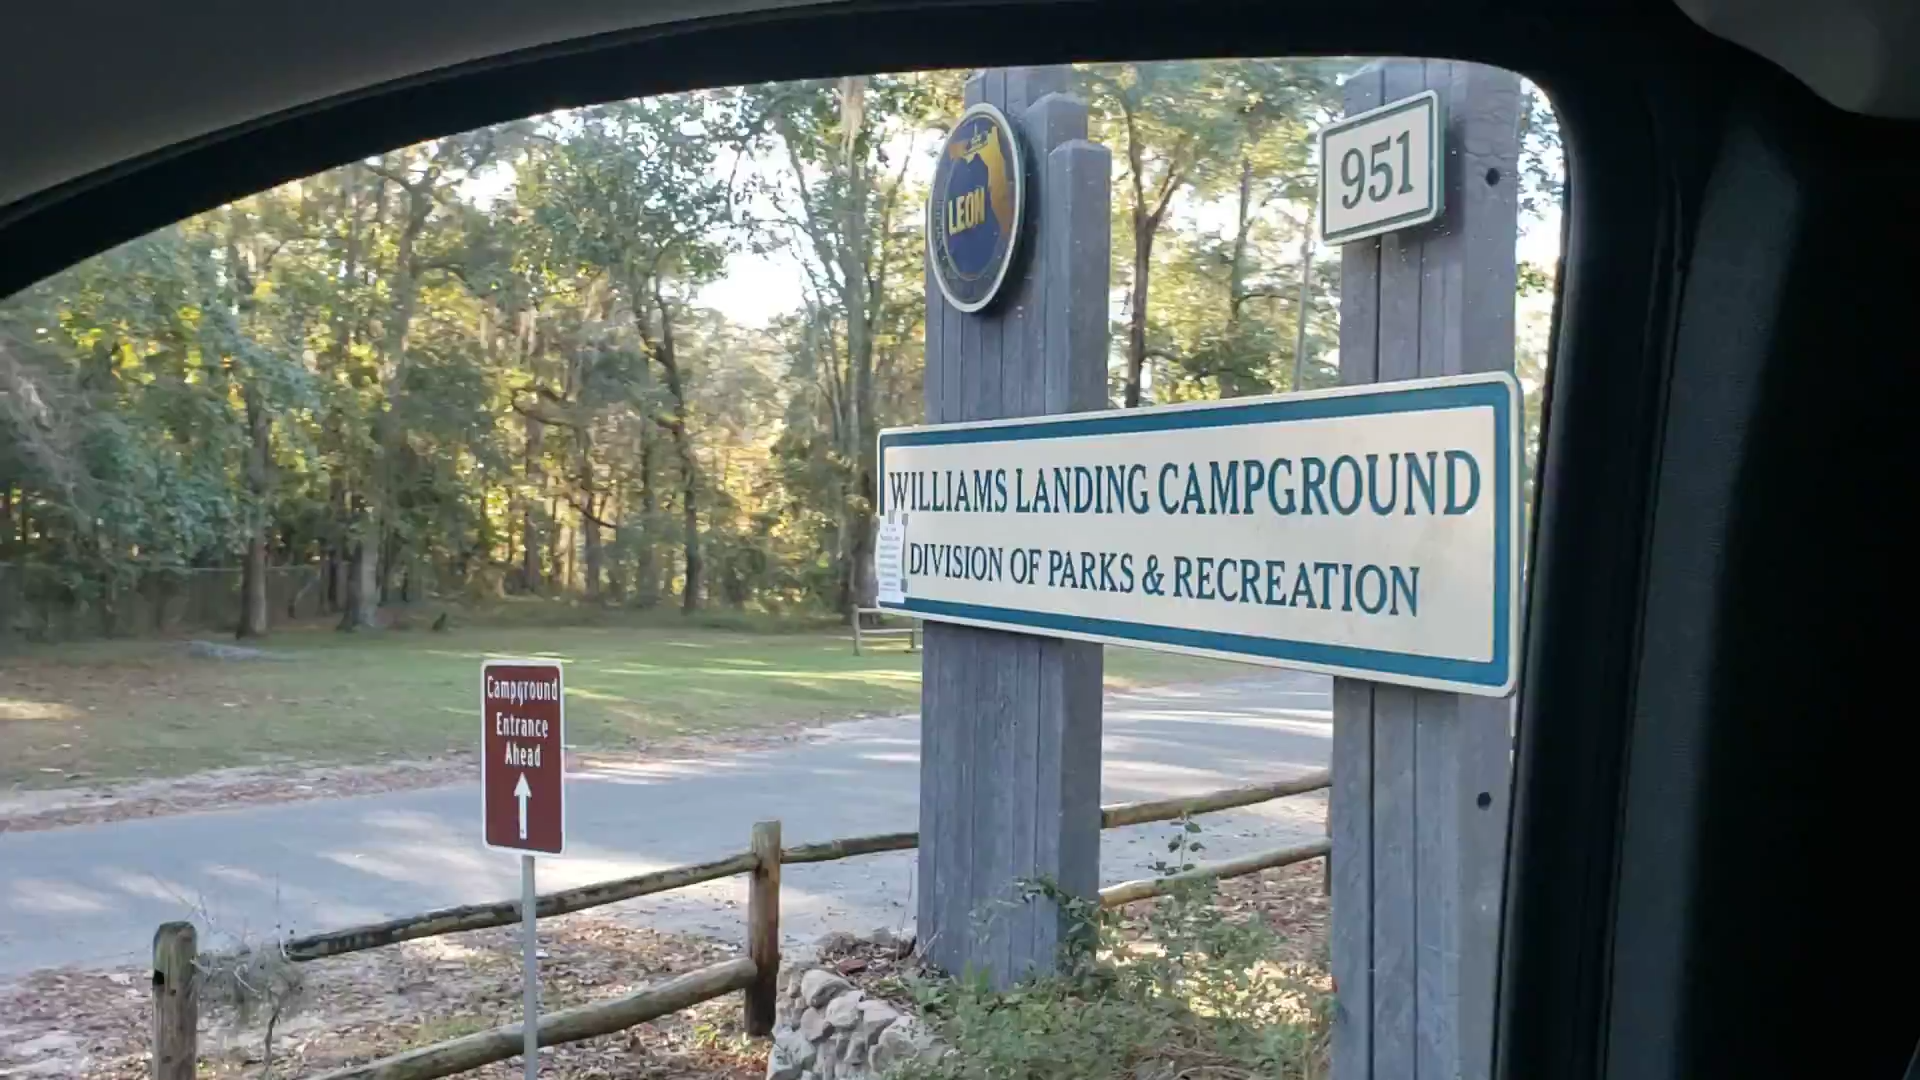 LEON
951
WILLIAMS LANDING CAMPGROUND
DIVISION OF PARKS & RECREATION
Campground
Entrance
Ahead